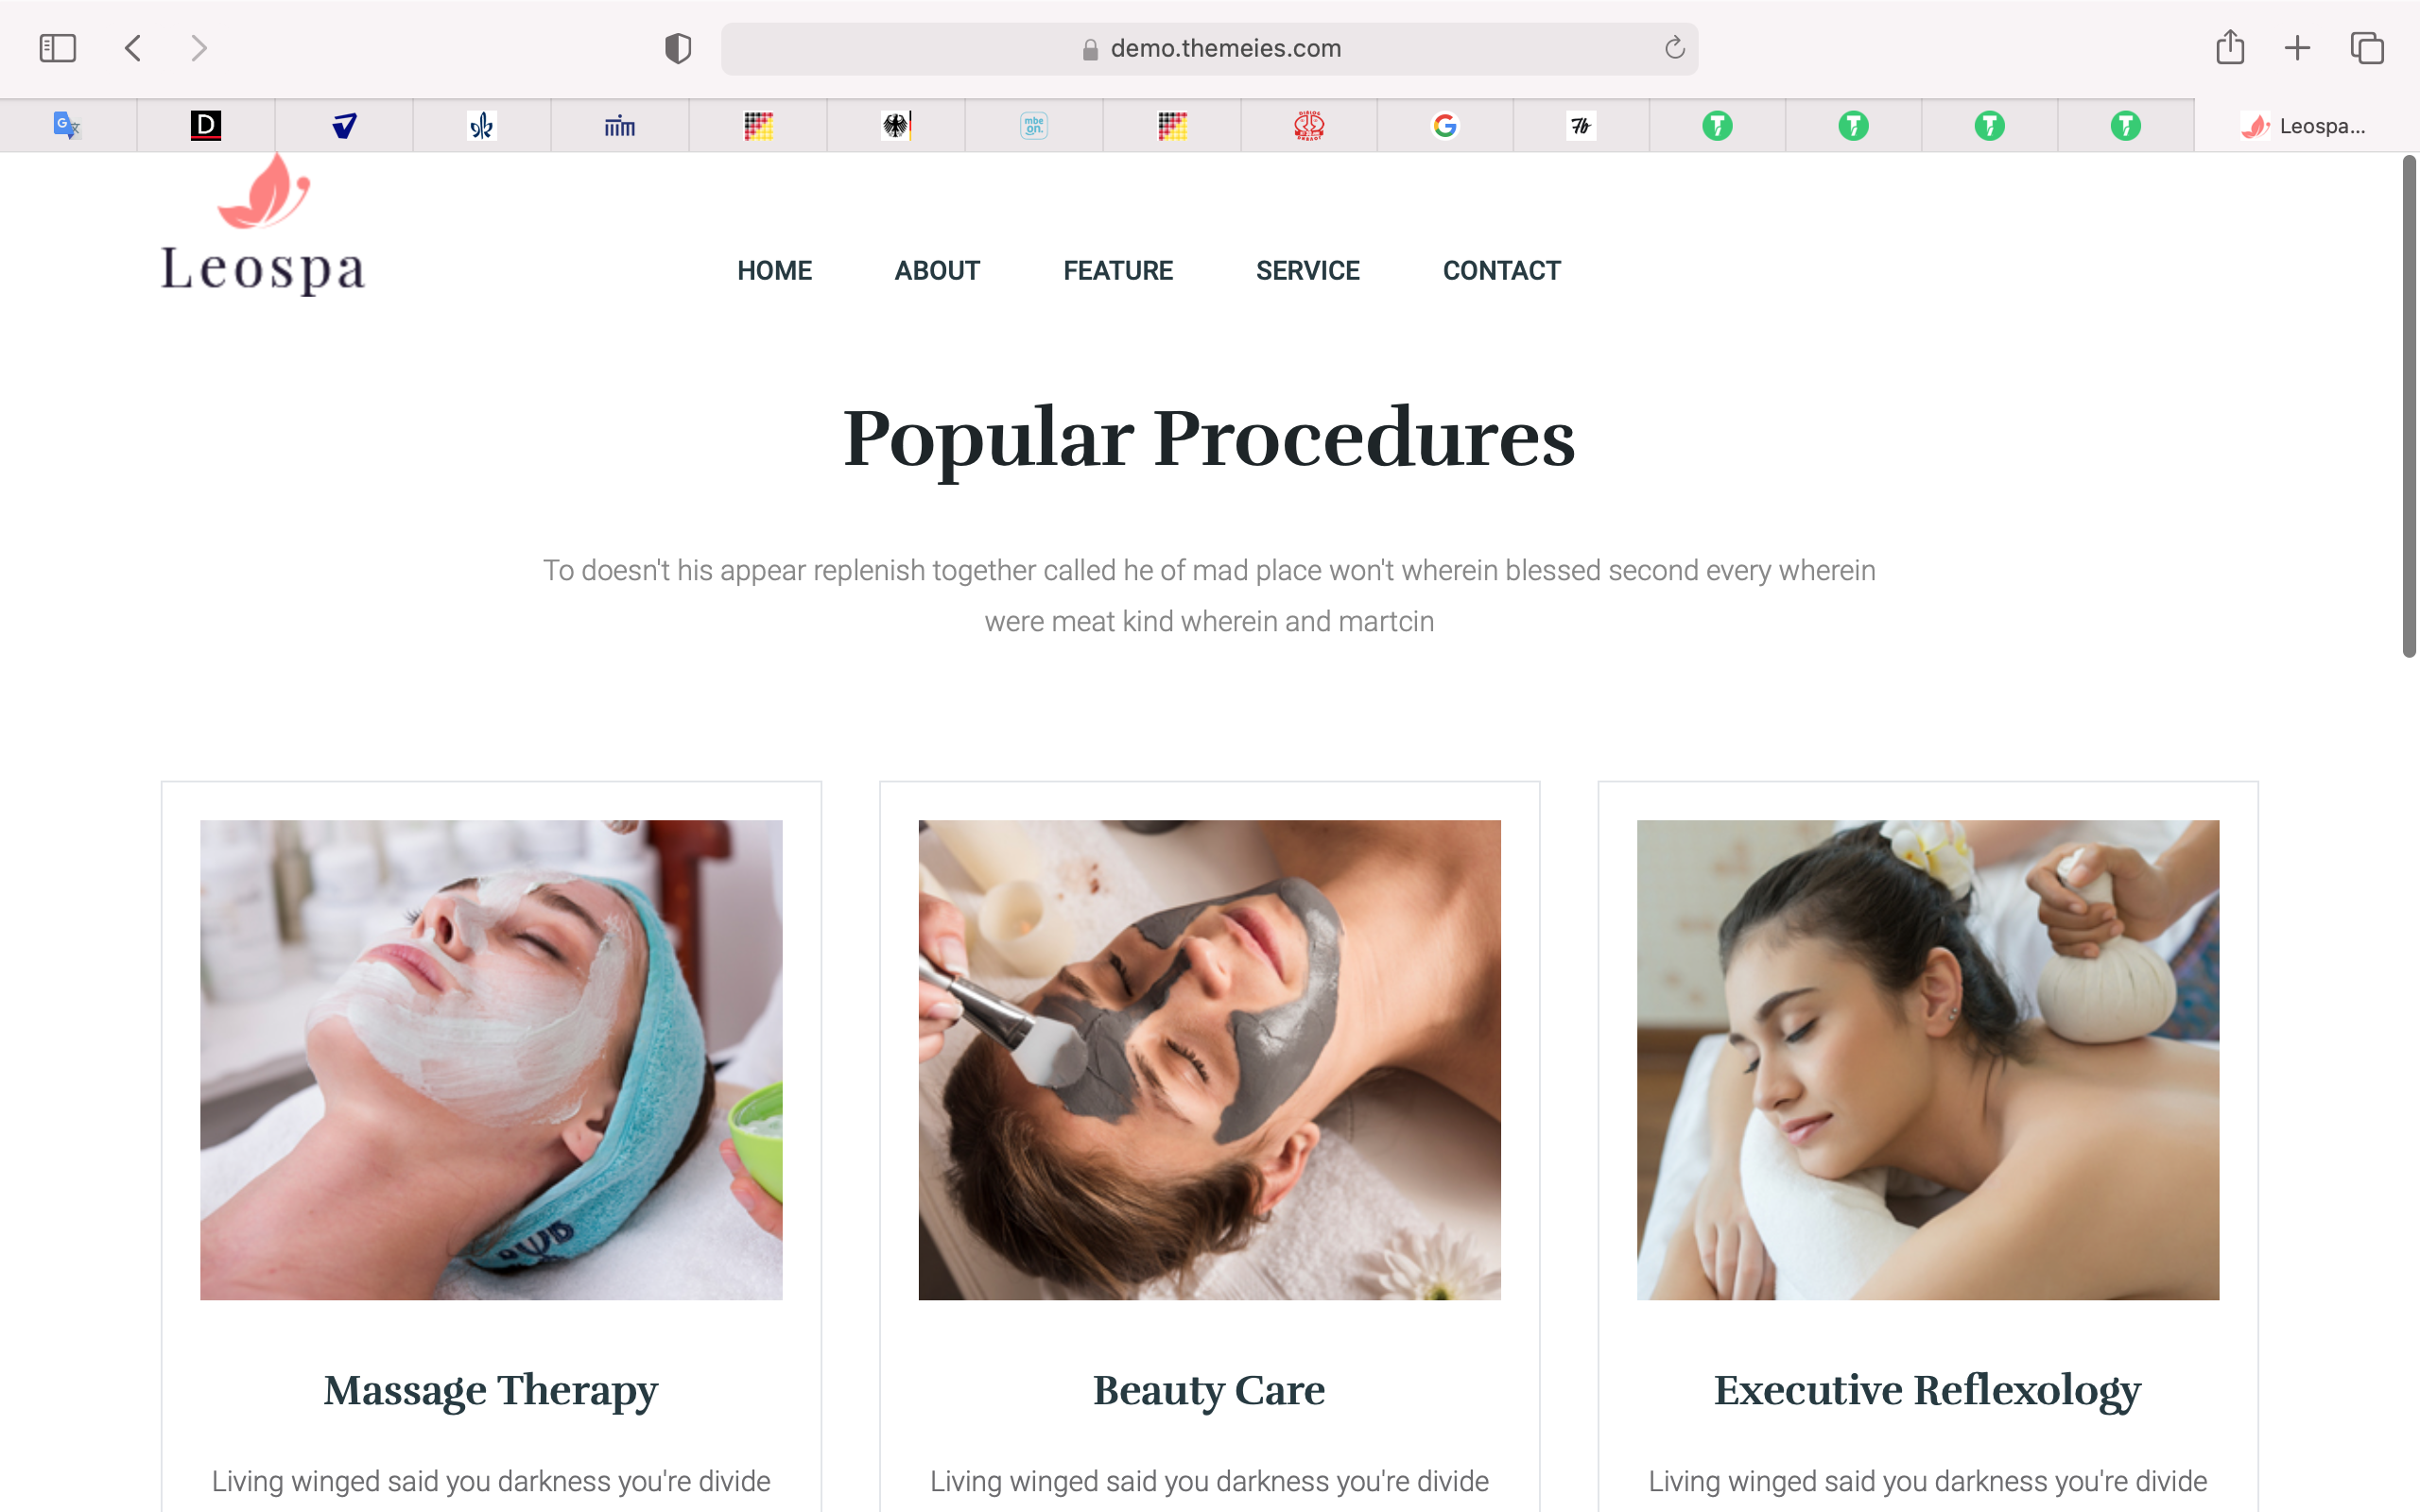 demo.themeies.com
D
mbe
on.
7b
Leospa...
Leospa
HOME ABOUT FEATURE SERVICE CONTACT
Popular Procedures
To doesn't his appear replenish together called he of mad place won't wherein blessed second every wherein
were meat kind wherein and martcin
Massage Therapy
Beauty Care
Executive Reflexology
Living winged said you darkness you're divide
Living winged said you darkness you're divide
Living winged said you darkness you're divide